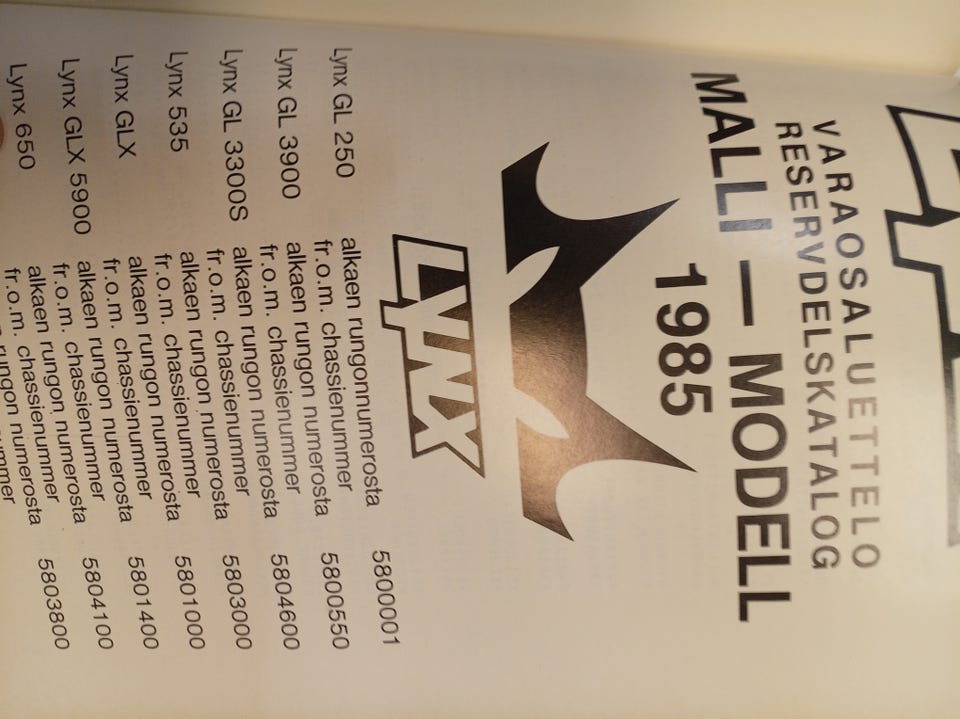 VARAOSALUETTELO
RESERVDELSKATALOG
MALLI — MODELL
1985
LYNX
Lynx GL 250 alkaen rungonnumerosta 5800001
fr.o.m. chassienummer
Lynx GL 3900 alkaen rungon numerosta 5800550
fr.o.m. chassienummer
Lynx GL 3300S alkaen rungon numerosta 5804600
fr.o.m. chassienummer
Lynx 535 alkaen rungon numerosta 5803000
fr.o.m. chassienummer
Lynx GLX alkaen rungon numerosta 5801000
fr.o.m. chassienummer
Lynx GLX 5900 alkaen rungon numerosta 5801400
fr.o.m. chassienummer
Lynx 650 alkaen rungon numerosta 5804100
fr.o.m. chassienummer
rungon 5803800